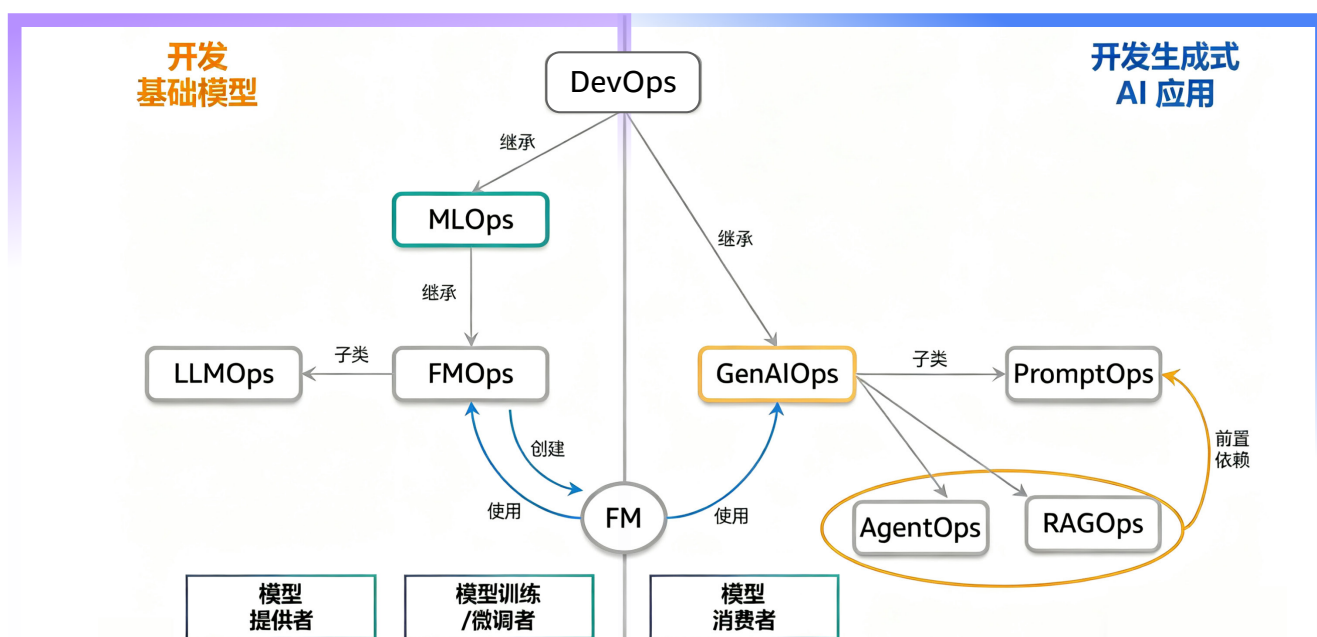 开发
基础模型
开发生成式
AI 应用
DevOps
继承
MLOps
继承
继承
LLMOps
子类
FMOps
GenAIOps
子类
PromptOps
创建
前置
依赖
使用
FM
使用
AgentOps
RAGOps
模型
提供者
模型训练
/微调者
模型
消费者